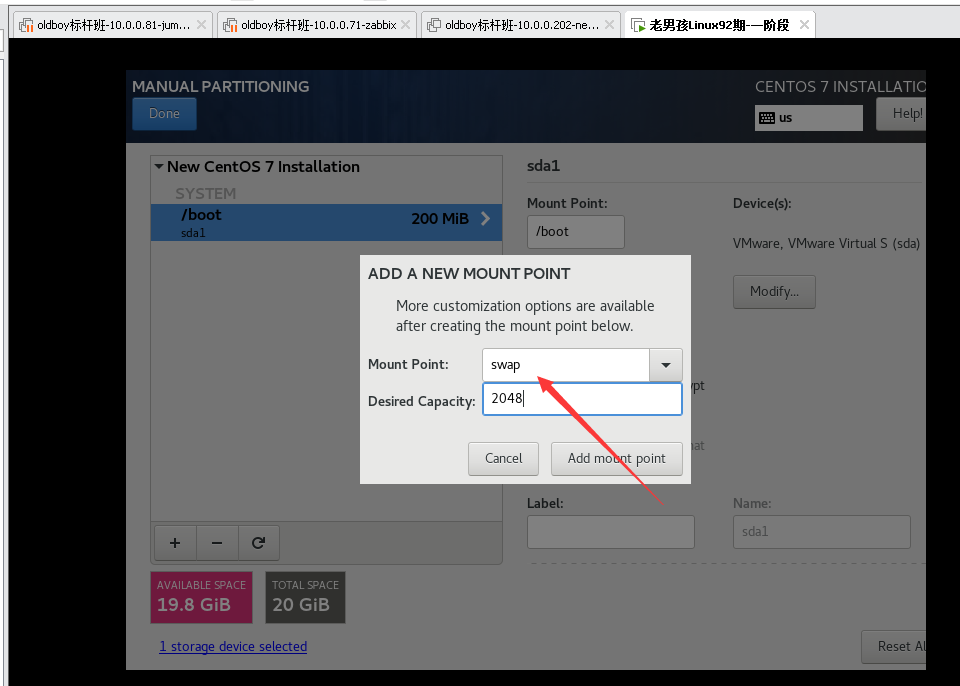 oldboy标杆班-10.0.0.81-jum...
oldboy标杆班-10.0.0.71-zabbix
oldboy标杆班-10.0.0.202-ne...
老男孩Linux92期-一阶段
MANUAL PARTITIONING
CENTOS 7 INSTALLATIO
Done
us
Help!
New CentOS 7 Installation
SYSTEM
/boot
200 MiB
sda1
sda1
Mount Point:
Device(s):
/boot
VMware, VMware Virtual S (sda)
Modify...
ADD A NEW MOUNT POINT
More customization options are available
after creating the mount point below.
Mount Point:
swap
Desired Capacity:
2048
Cancel
Add mount point
ypt
at
Label:
Name:
sda1
AVAILABLE SPACE
19.8 GiB
TOTAL SPACE
20 GiB
1 storage device selected
Reset Al